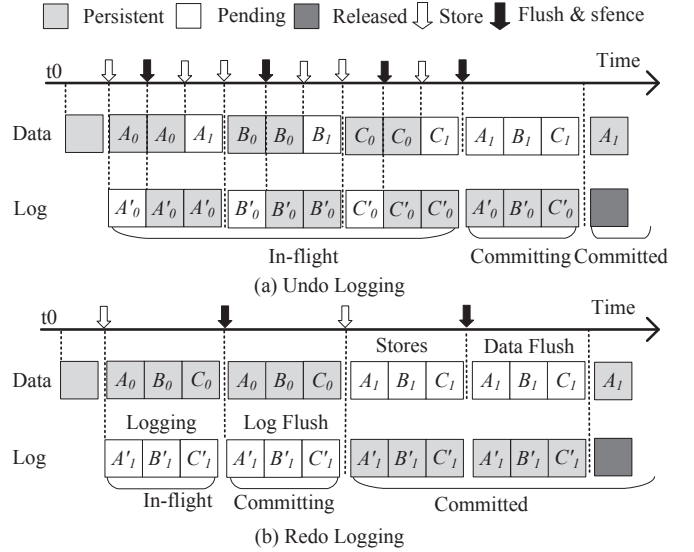 Persistent Pending Released Store Flush & sfence
t0 Time
Data A0 A0 A1 B0 B0 B1 C0 C0 C1 A1 B1 C1 A1
Log A'0 A'0 A'0 B'0 B'0 B'0 C'0 C'0 C'0 A'0 B'0 C'0
In-flight Committing Committed
(a) Undo Logging
t0 Time
Stores Data Flush
Data A0 B0 C0 A0 B0 C0 A1 B1 C1 A1 B1 C1 A1
Logging Log Flush
Log A'1 B'1 C'1 A'1 B'1 C'1 A'1 B'1 C'1 A'1 B'1 C'1
In-flight Committing Committed
(b) Redo Logging